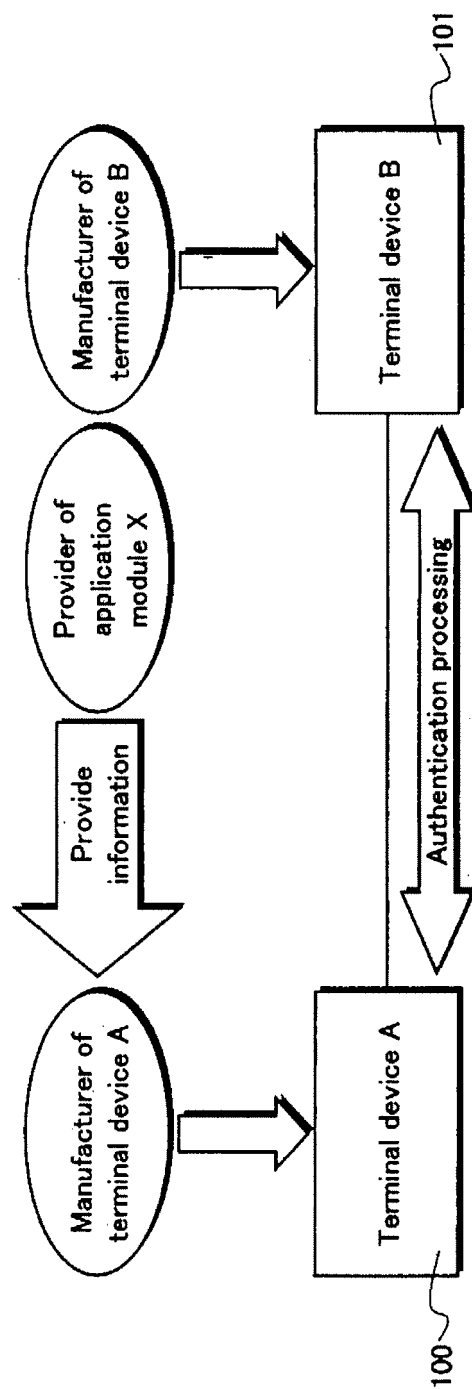 Manufacturer of
terminal device A
Provide
information
Provider of
application
module X
Manufacturer of
terminal device B
Terminal device A
Authentication processing
Terminal device B
100
101